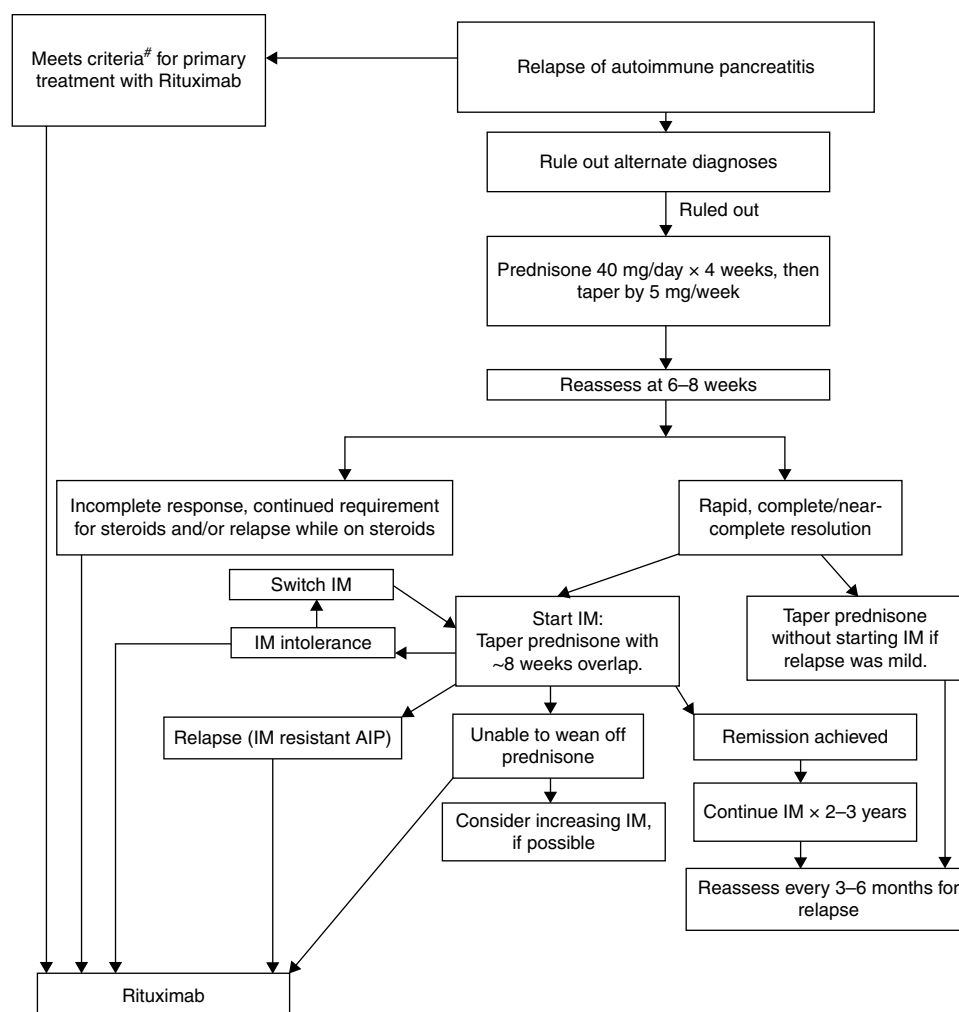 Meets criteria# for primary
treatment with Rituximab
Relapse of autoimmune pancreatitis
Rule out alternate diagnoses
Ruled out
Prednisone 40 mg/day × 4 weeks, then
taper by 5 mg/week
Reassess at 6–8 weeks
Incomplete response, continued requirement
for steroids and/or relapse while on steroids
Rapid, complete/near-
complete resolution
Switch IM
IM intolerance
Start IM:
Taper prednisone with
~8 weeks overlap.
Taper prednisone
without starting IM if
relapse was mild.
Relapse (IM resistant AIP)
Unable to wean off
prednisone
Remission achieved
Consider increasing IM,
if possible
Continue IM × 2–3 years
Reassess every 3–6 months for
relapse
Rituximab